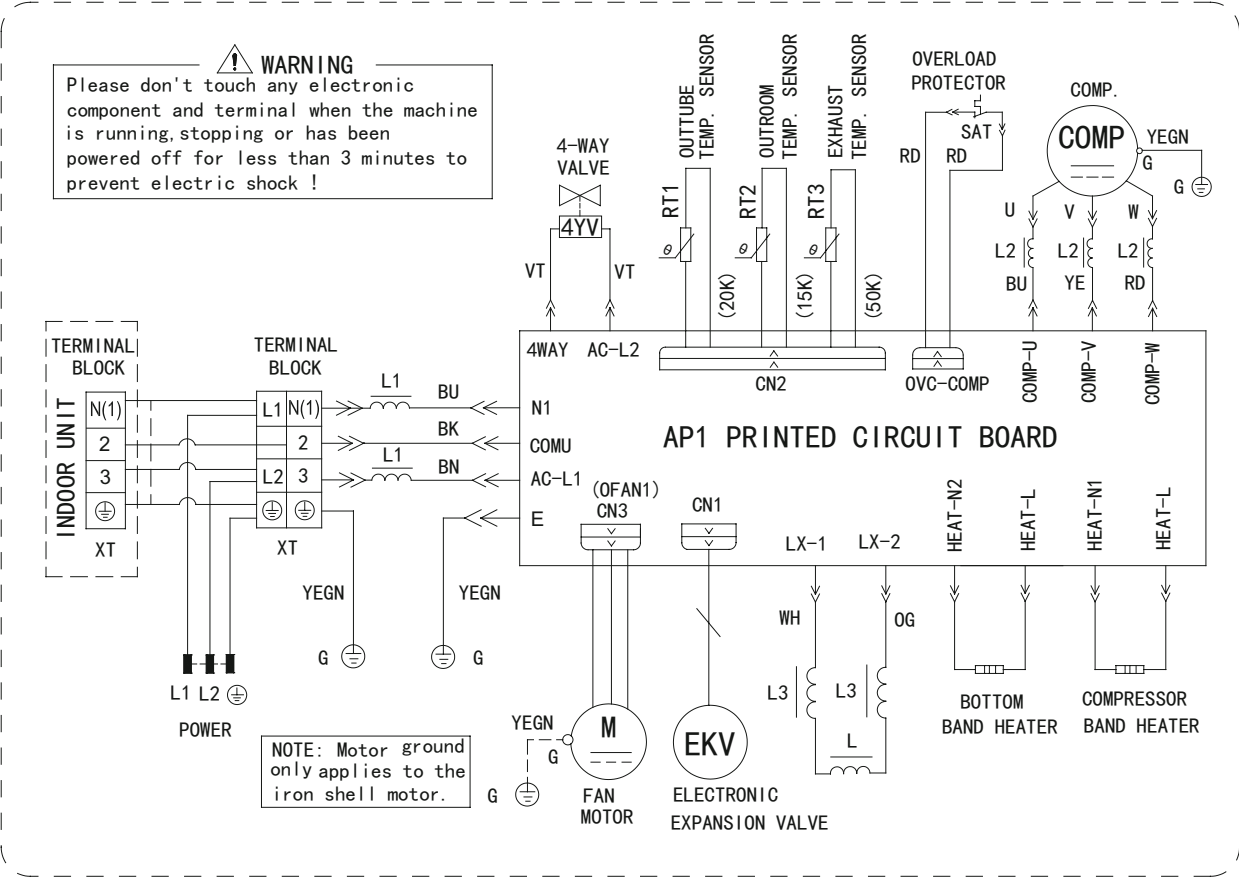 WARNING
Please don't touch any electronic
component and terminal when the machine
is running,stopping or has been
powered off for less than 3 minutes to
prevent electric shock !
4-WAY
VALVE
4YV
VT
VT
OUTTUBE
TEMP. SENSOR
OUTROOM
TEMP. SENSOR
EXHAUST
TEMP. SENSOR
RT1
RT2
RT3
θ
θ
θ
(20K)
(15K)
(50K)
OVERLOAD
PROTECTOR
SAT
RD
RD
COMP.
COMP
YEGN
G
G
U
V
W
L2
L2
L2
BU
YE
RD
4WAY
AC-L2
CN2
OVC-COMP
COMP-U
COMP-V
COMP-W
INDOOR UNIT
TERMINAL
BLOCK
N(1)
2
3
XT
TERMINAL
BLOCK
L1
N(1)
2
L2
3
XT
L1
BU
BK
L1
BN
N1
COMU
AC-L1
E
AP1 PRINTED CIRCUIT BOARD
(OFAN1)
CN3
CN1
LX-1
LX-2
HEAT-N2
HEAT-L
HEAT-N1
HEAT-L
YEGN
G
YEGN
G
L1
L2
POWER
WH
OG
L3
L3
L
BOTTOM
BAND HEATER
COMPRESSOR
BAND HEATER
NOTE: Motor ground
only applies to the
iron shell motor.
YEGN
G
G
M
FAN
MOTOR
EKV
ELECTRONIC
EXPANSION VALVE